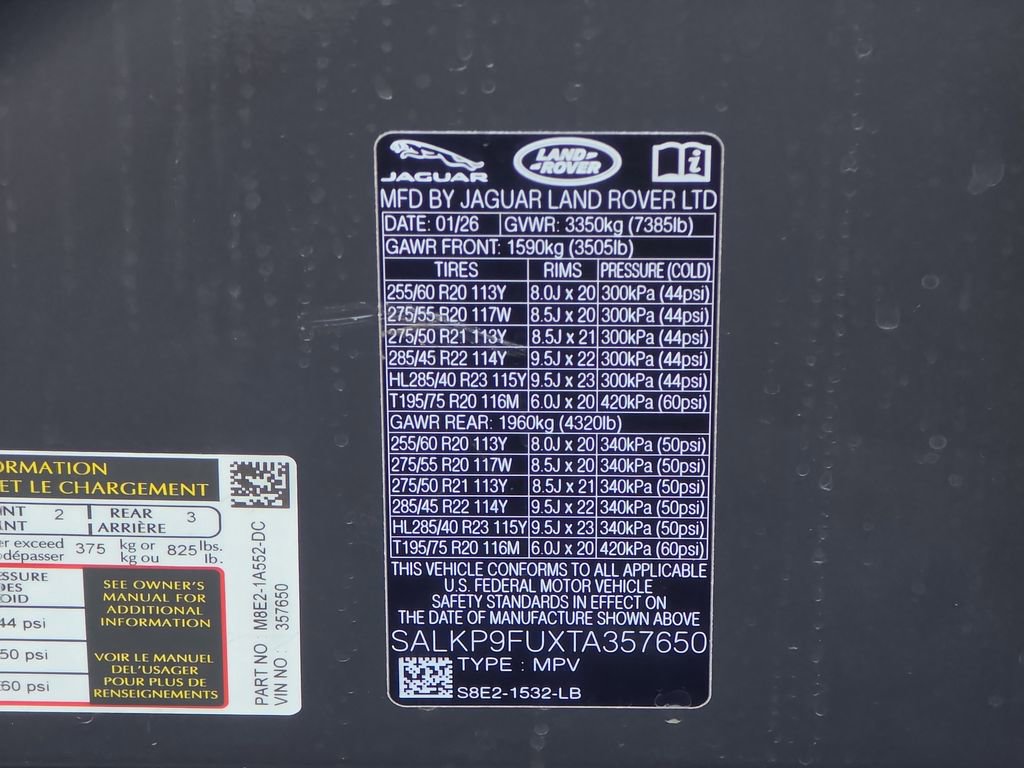 JAGUAR
LAND-
-ROVER
i
MFD BY JAGUAR LAND ROVER LTD
DATE: 01/26 GVWR: 3350kg (7385lb)
GAWR FRONT: 1590kg (3505lb)
TIRES RIMS PRESSURE (COLD)
255/60 R20 113Y 8.0J x 20 300kPa (44psi)
275/55 R20 117W 8.5J x 20 300kPa (44psi)
275/50 R21 113Y 8.5J x 21 300kPa (44psi)
285/45 R22 114Y 9.5J x 22 300kPa (44psi)
HL285/40 R23 115Y 9.5J x 23 300kPa (44psi)
T195/75 R20 116M 6.0J x 20 420kPa (60psi)
GAWR REAR: 1960kg (4320lb)
255/60 R20 113Y 8.0J x 20 340kPa (50psi)
275/55 R20 117W 8.5J x 20 340kPa (50psi)
275/50 R21 113Y 8.5J x 21 340kPa (50psi)
285/45 R22 114Y 9.5J x 22 340kPa (50psi)
HL285/40 R23 115Y 9.5J x 23 340kPa (50psi)
T195/75 R20 116M 6.0J x 20 420kPa (60psi)
THIS VEHICLE CONFORMS TO ALL APPLICABLE
U.S. FEDERAL MOTOR VEHICLE
SAFETY STANDARDS IN EFFECT ON
THE DATE OF MANUFACTURE SHOWN ABOVE
SALKP9FUXTA357650
TYPE : MPV
S8E2-1532-LB
ORMATION
ET LE CHARGEMENT
NT 2 REAR 3
NT ARRIÈRE
er exceed 375 kg or 825 lbs.
dépasser kg ou lb.
SSURE
DES
OID
44 psi
50 psi
60 psi
SEE OWNER'S
MANUAL FOR
ADDITIONAL
INFORMATION
VOIR LE MANUEL
DEL'USAGER
POUR PLUS DE
RENSEIGNEMENTS
PART NO : M8E2-1A552-DC
VIN NO : 357650